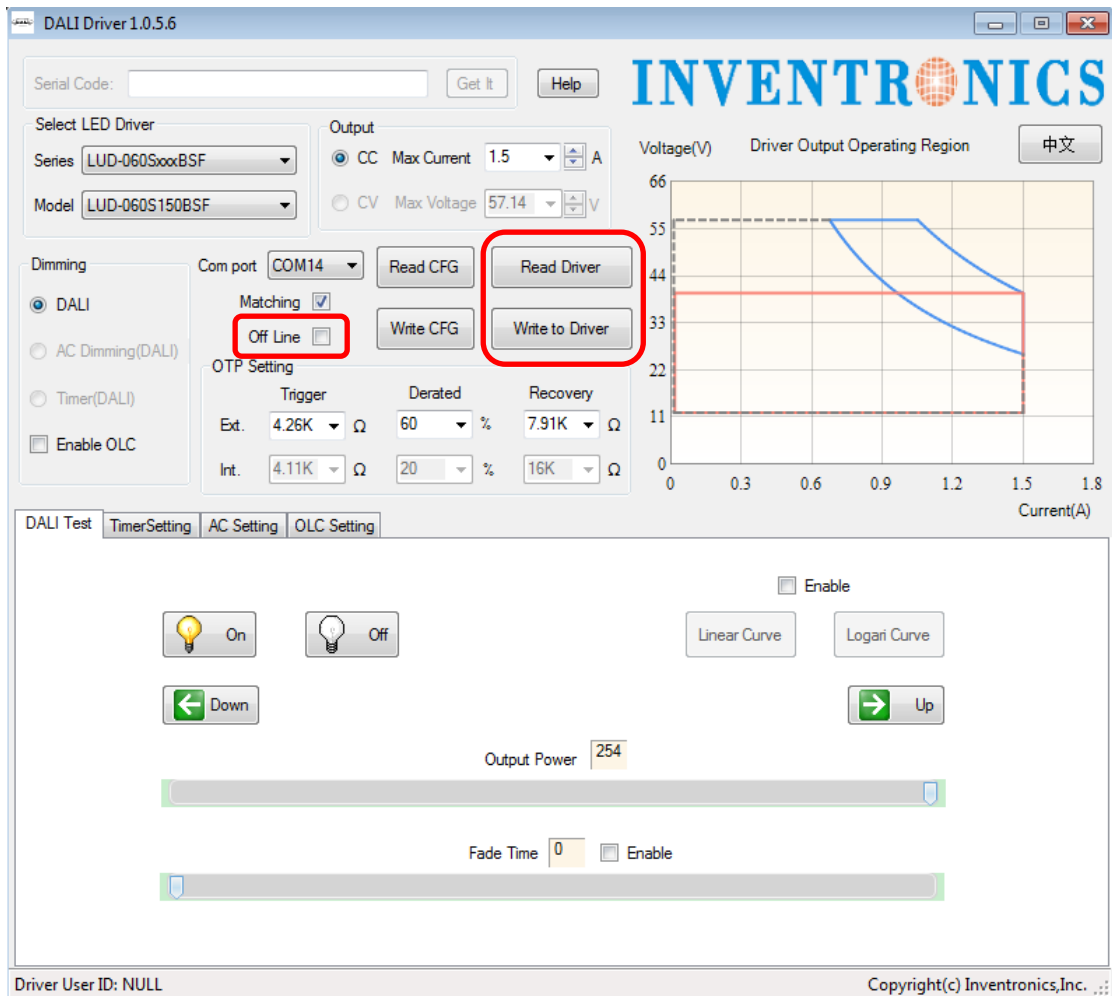 DALI Driver 1.0.5.6
Serial Code:
Get It
Help
INVENTRONICS
Select LED Driver
Series LUD-060SxxxBSF
Model LUD-060S150BSF
Output
CC Max Current 1.5 A
CV Max Voltage 57.14 V
Voltage(V) Driver Output Operating Region
中文
66
55
44
33
22
11
0
0 0.3 0.6 0.9 1.2 1.5 1.8
Current(A)
Dimming
DALI
AC Dimming(DALI)
Timer(DALI)
Enable OLC
Com port COM14
Matching
Off Line
Read CFG
Write CFG
Read Driver
Write to Driver
OTP Setting
Trigger Derated Recovery
Ext. 4.26K Ω 60 % 7.91K Ω
Int. 4.11K Ω 20 % 16K Ω
DALI Test TimerSetting AC Setting OLC Setting
Enable
On Off Linear Curve Logari Curve
Down Up
Output Power 254
Fade Time 0 Enable
Driver User ID: NULL Copyright(c) Inventronics,Inc.